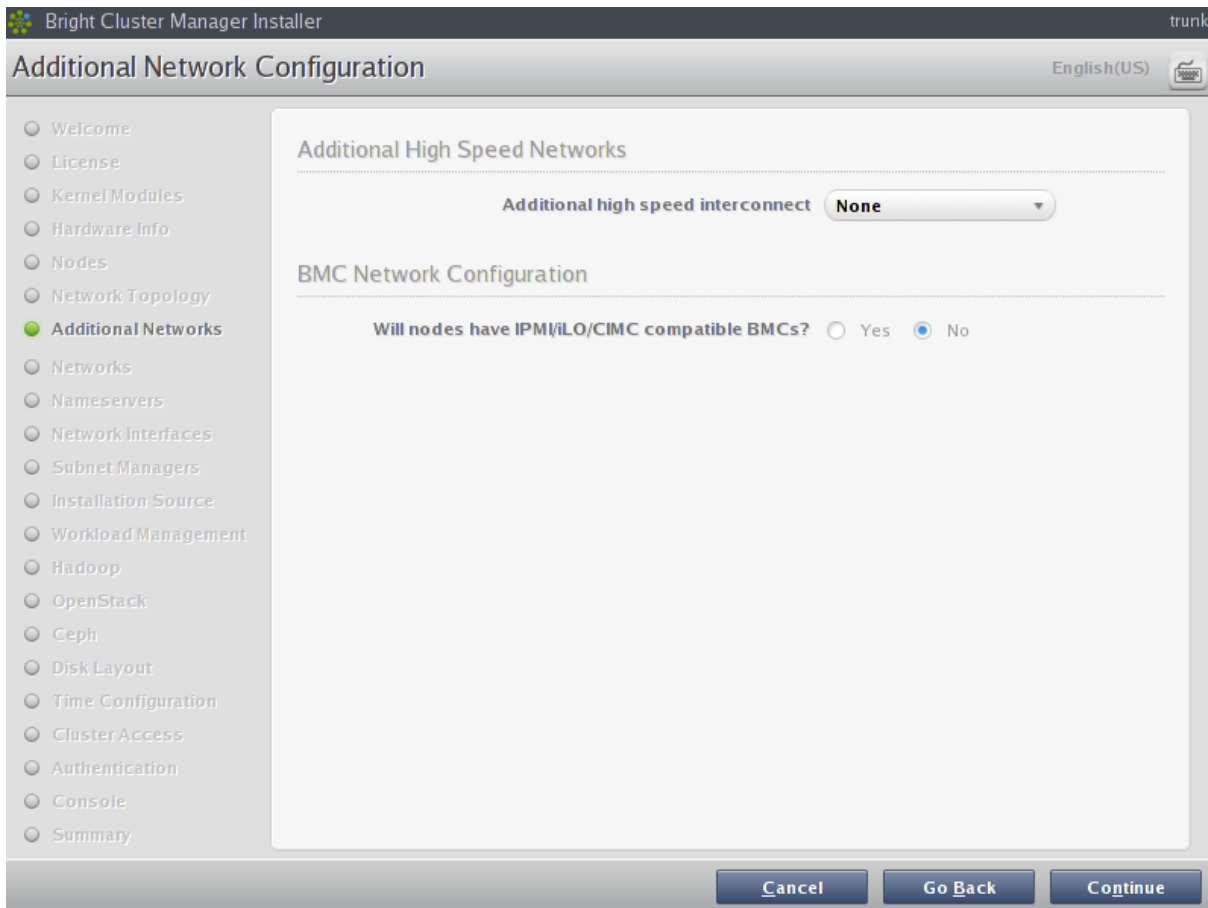 Bright Cluster Manager Installer
trunk
Additional Network Configuration
English(US)
Welcome
License
Kernel Modules
Hardware Info
Nodes
Network Topology
Additional Networks
Networks
Nameservers
Network Interfaces
Subnet Managers
Installation Source
Workload Management
Hadoop
OpenStack
Ceph
Disk Layout
Time Configuration
Cluster Access
Authentication
Console
Summary
Additional High Speed Networks
Additional high speed interconnect None
BMC Network Configuration
Will nodes have IPMI/iLO/CIMC compatible BMCs? Yes No
Cancel Go Back Continue